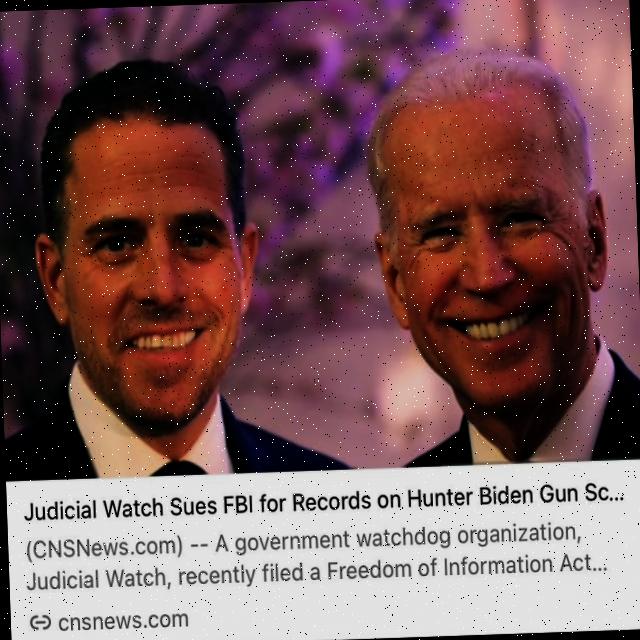 Judicial Watch Sues FBI for Records on Hunter Biden Gun Sc...
(CNSNews.com) -- A government watchdog organization,
Judicial Watch, recently filed a Freedom of Information Act...
cnsnews.com